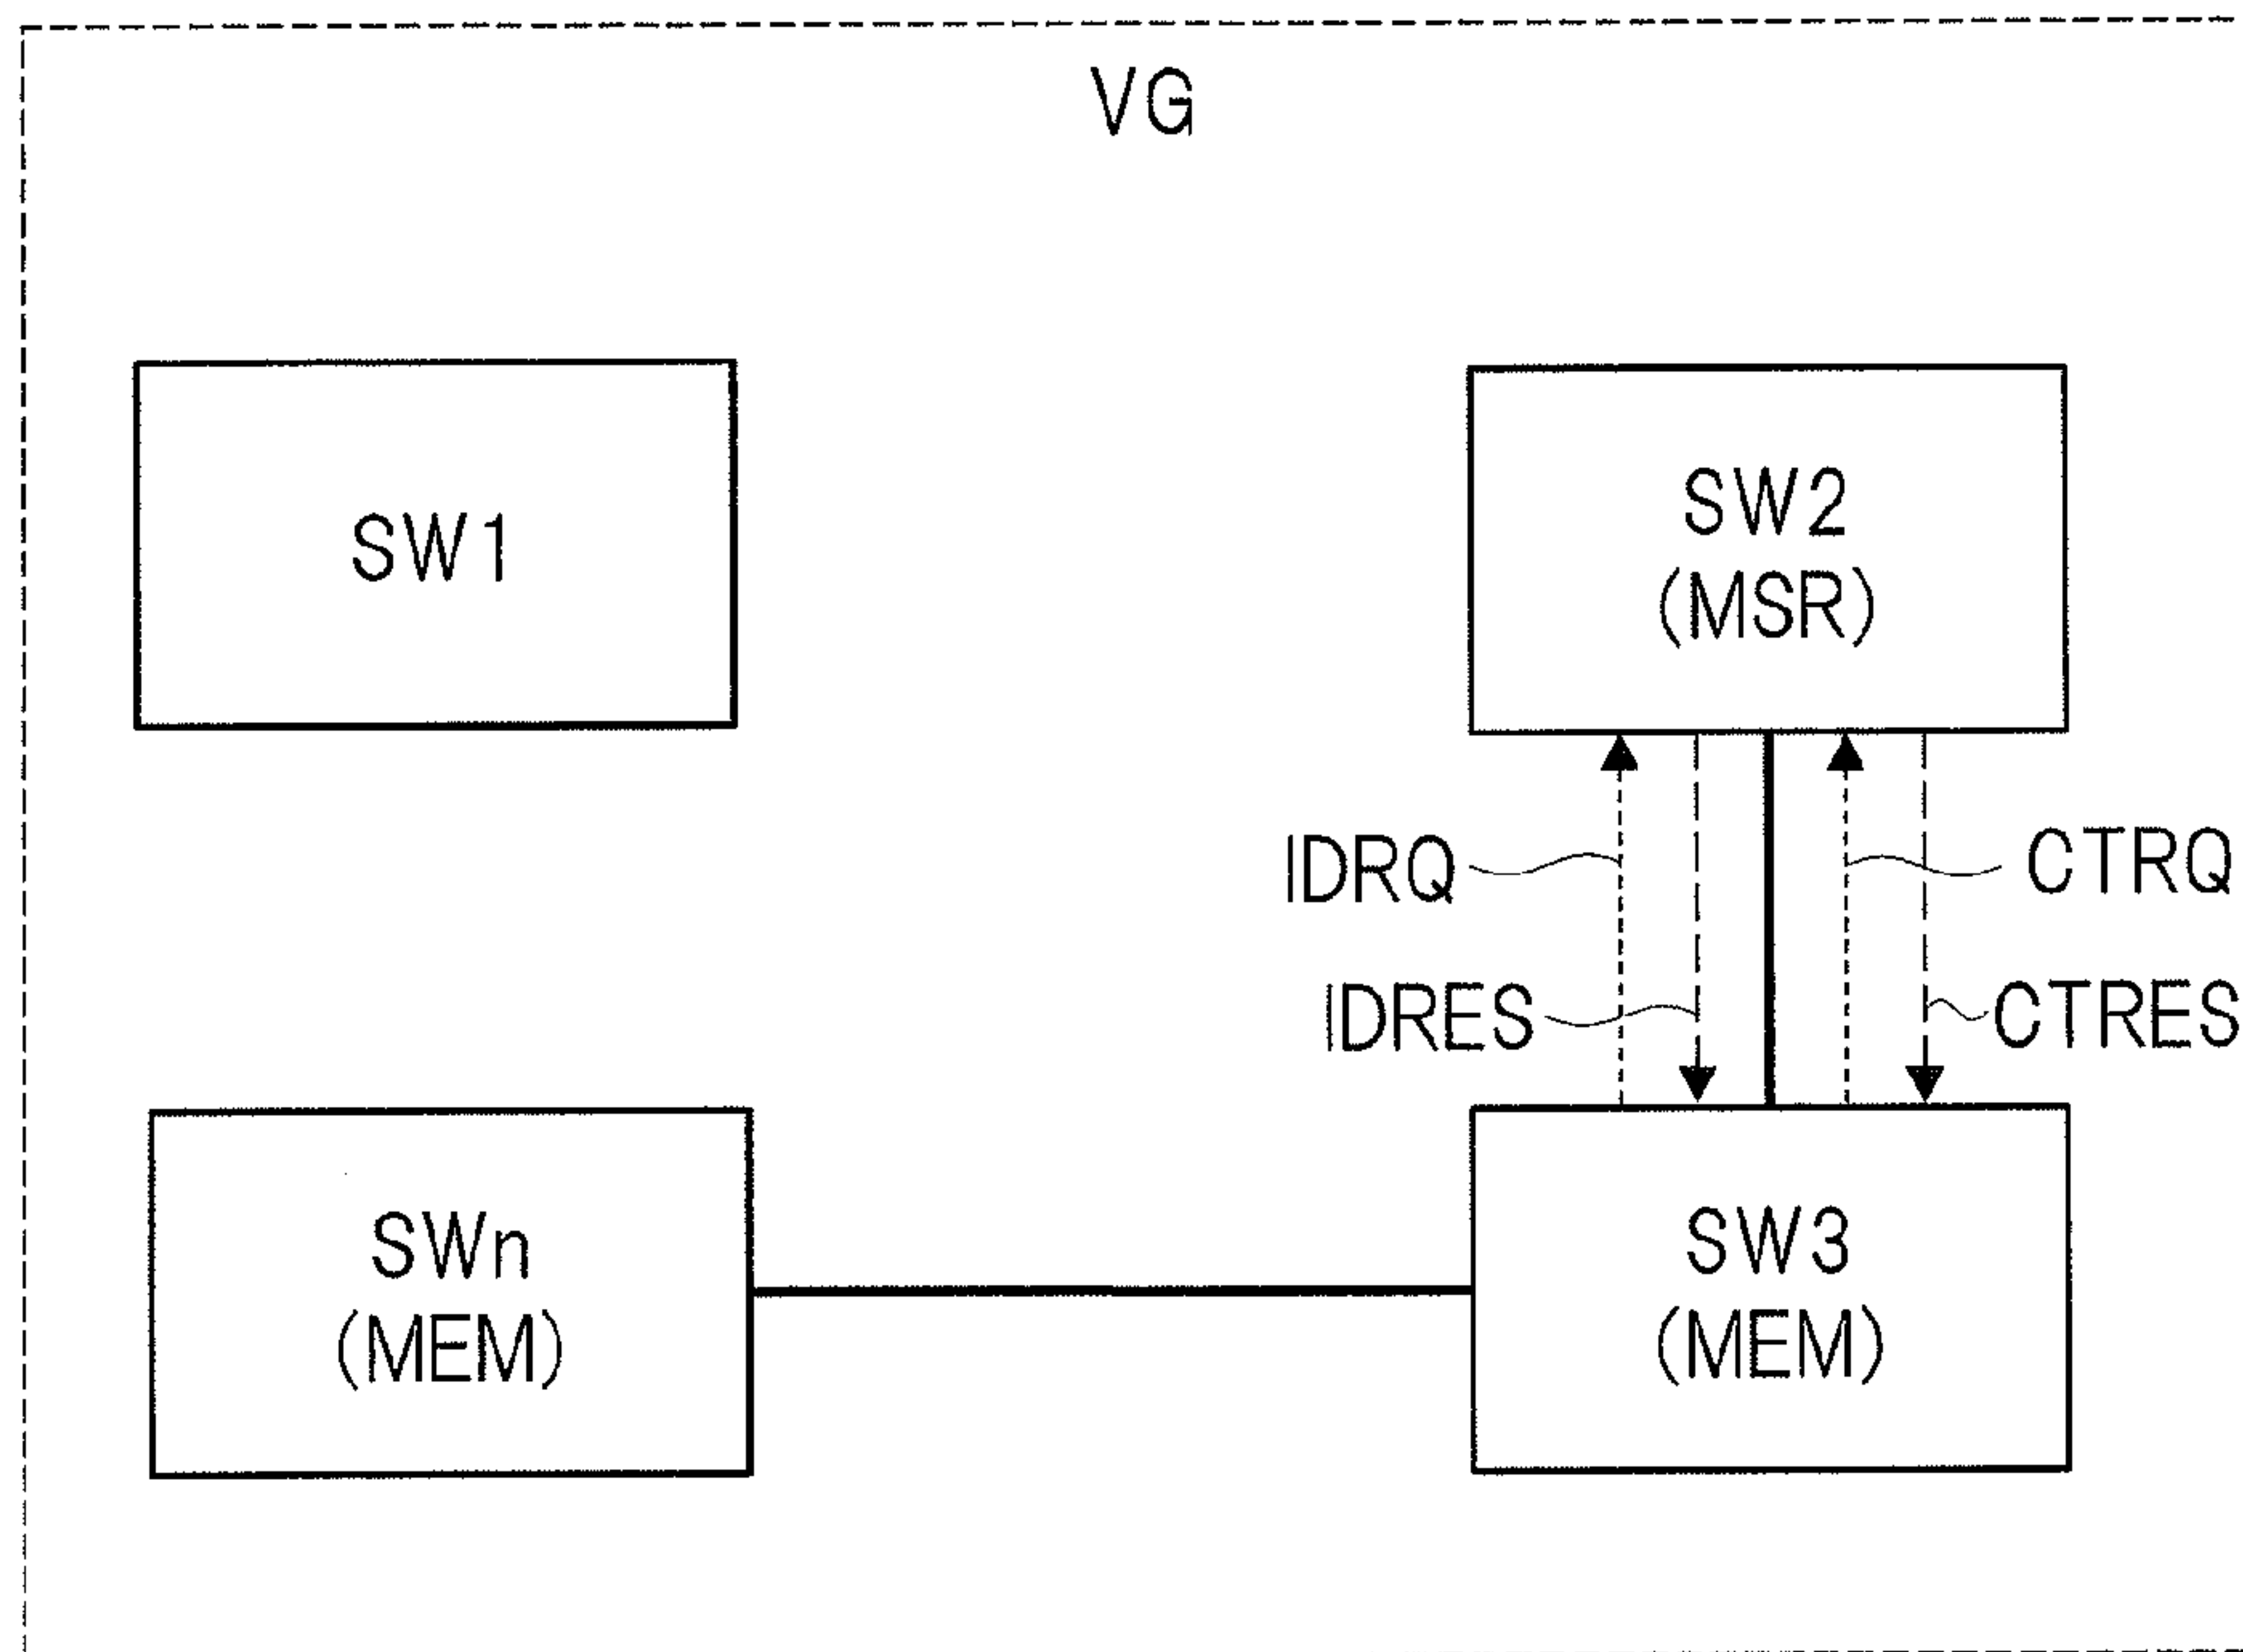 VG
SW1
SW2
(MSR)
IDRQ
CTRQ
IDRES
CTRES
SWn
(MEM)
SW3
(MEM)